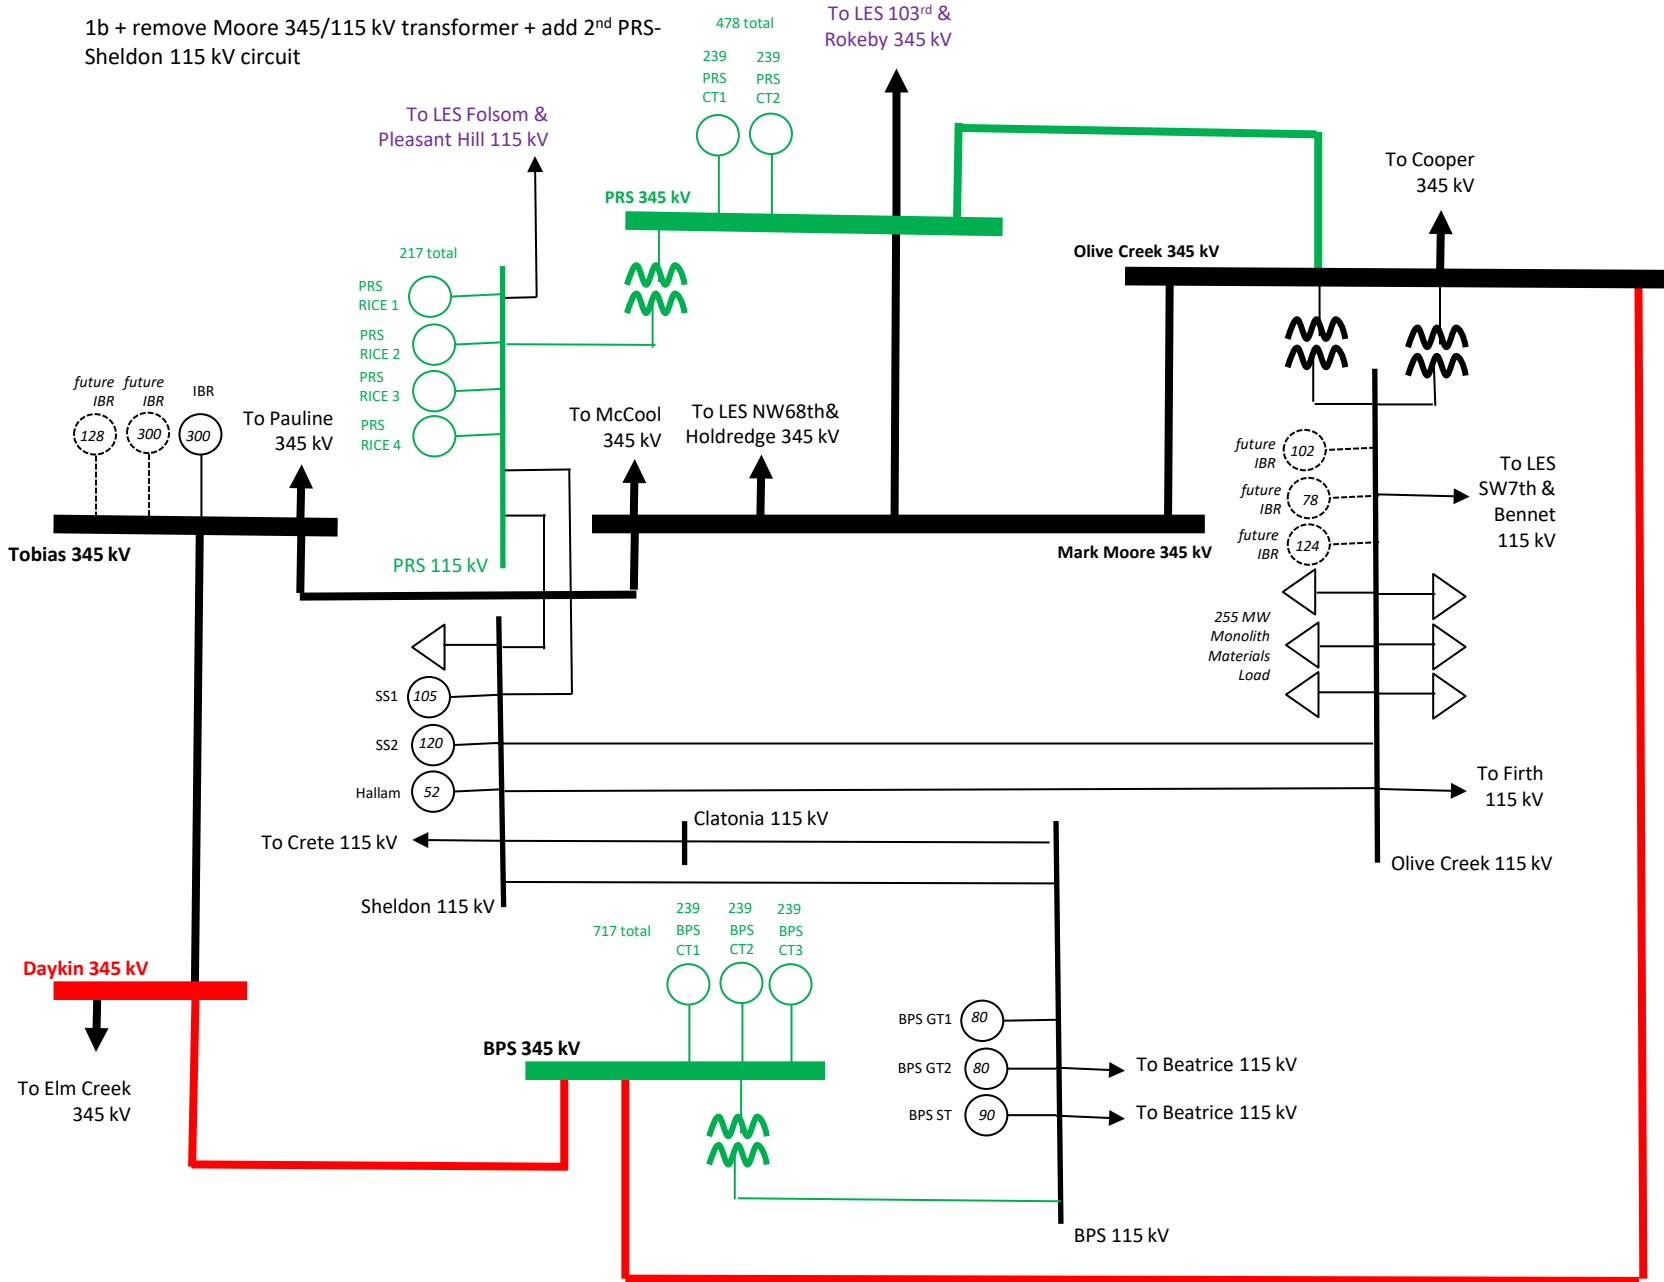 1b + remove Moore 345/115 kV transformer + add 2nd PRS-
Sheldon 115 kV circuit
478 total
239
PRS
CT1
239
PRS
CT2
To LES 103rd &
Rokeby 345 kV
To LES Folsom &
Pleasant Hill 115 kV
PRS 345 kV
To Cooper
345 kV
Olive Creek 345 kV
217 total
PRS
RICE 1
PRS
RICE 2
PRS
RICE 3
PRS
RICE 4
future
IBR
future
IBR
IBR
128
300
300
To Pauline
345 kV
To McCool
345 kV
To LES NW68th&
Holdredge 345 kV
future
IBR
102
future
IBR
78
future
IBR
124
To LES
SW7th &
Bennet
115 kV
Tobias 345 kV
PRS 115 kV
Mark Moore 345 kV
255 MW
Monolith
Materials
Load
SS1
105
SS2
120
Hallam
52
To Firth
115 kV
To Crete 115 kV
Clatonia 115 kV
Olive Creek 115 kV
Sheldon 115 kV
717 total
239
BPS
CT1
239
BPS
CT2
239
BPS
CT3
Daykin 345 kV
BPS 345 kV
To Elm Creek
345 kV
BPS GT1
80
BPS GT2
80
BPS ST
90
To Beatrice 115 kV
To Beatrice 115 kV
BPS 115 kV